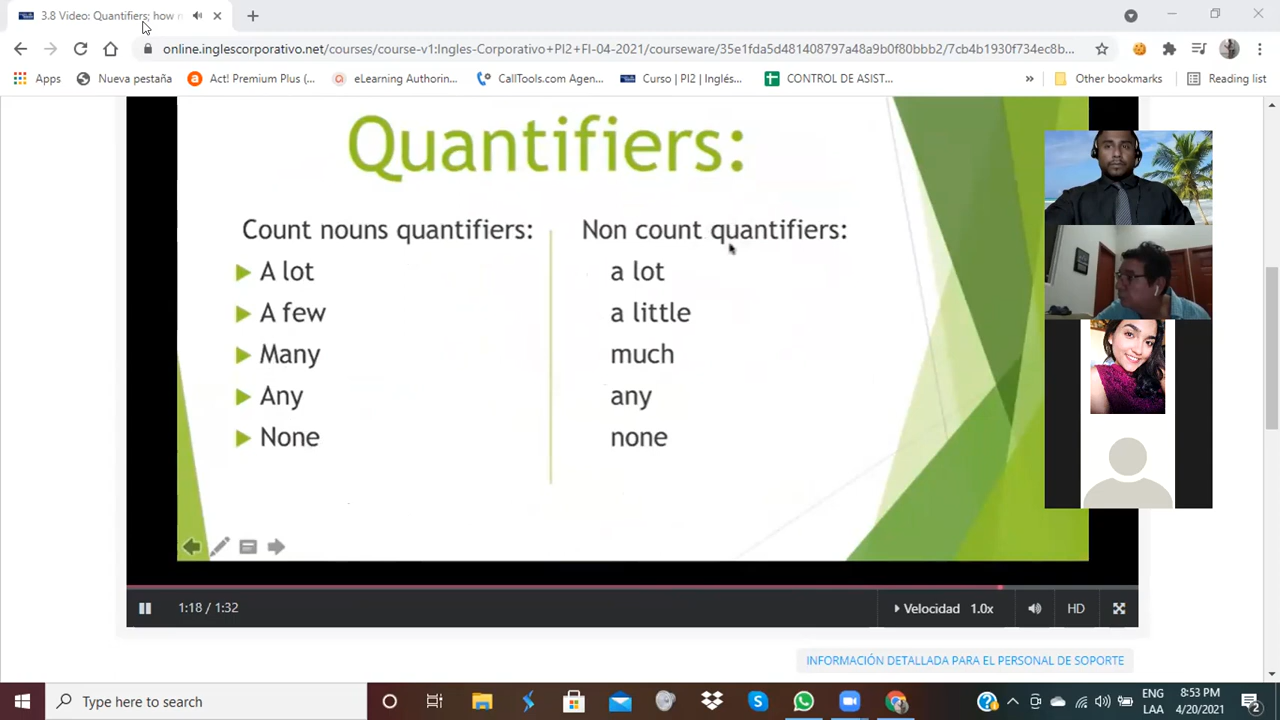 3.8 Video: Quantifiers; how m
online.inglescorporativo.net/courses/course-v1:Ingles-Corporativo+PI2+FI-04-2021/courseware/35e1fda5d481408797a48a9b0f80bbb2/7cb4b1930f734ec8b...
Apps Nueva pestaña Act! Premium Plus (... eLearning Authorin... CallTools.com Agen... Curso | PI2 | Inglés... CONTROL DE ASIST... » Other bookmarks Reading list
Quantifiers:
Count nouns quantifiers: Non count quantifiers:
A lot a lot
A few a little
Many much
Any any
None none
1:18 / 1:32 Velocidad 1.0x HD
INFORMACIÓN DETALLADA PARA EL PERSONAL DE SOPORTE
Type here to search
ENG 8:53 PM
LAA 4/20/2021
2